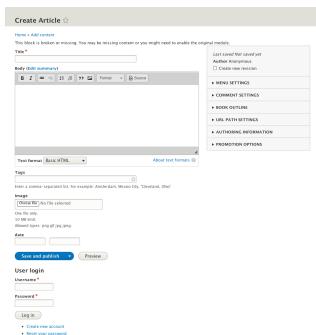 Create Article
Home » Add content
This block is broken or missing. You may be missing content or you might need to enable the original module.
Title *
Last saved Not saved yet
Author Anonymous
Create new revision
Body (Edit summary)
Format
Source
MENU SETTINGS
COMMENT SETTINGS
BOOK OUTLINE
URL PATH SETTINGS
AUTHORING INFORMATION
PROMOTION OPTIONS
Text format Basic HTML
About text formats
Tags
Enter a comma-separated list. For example: Amsterdam, Mexico City, "Cleveland, Ohio"
Image
Choose file No file selected
One file only.
10 MB limit.
Allowed types: png gif jpg jpeg.
date
Save and publish
Preview
User login
Username *
Password *
Log in
Create new account
Reset your password